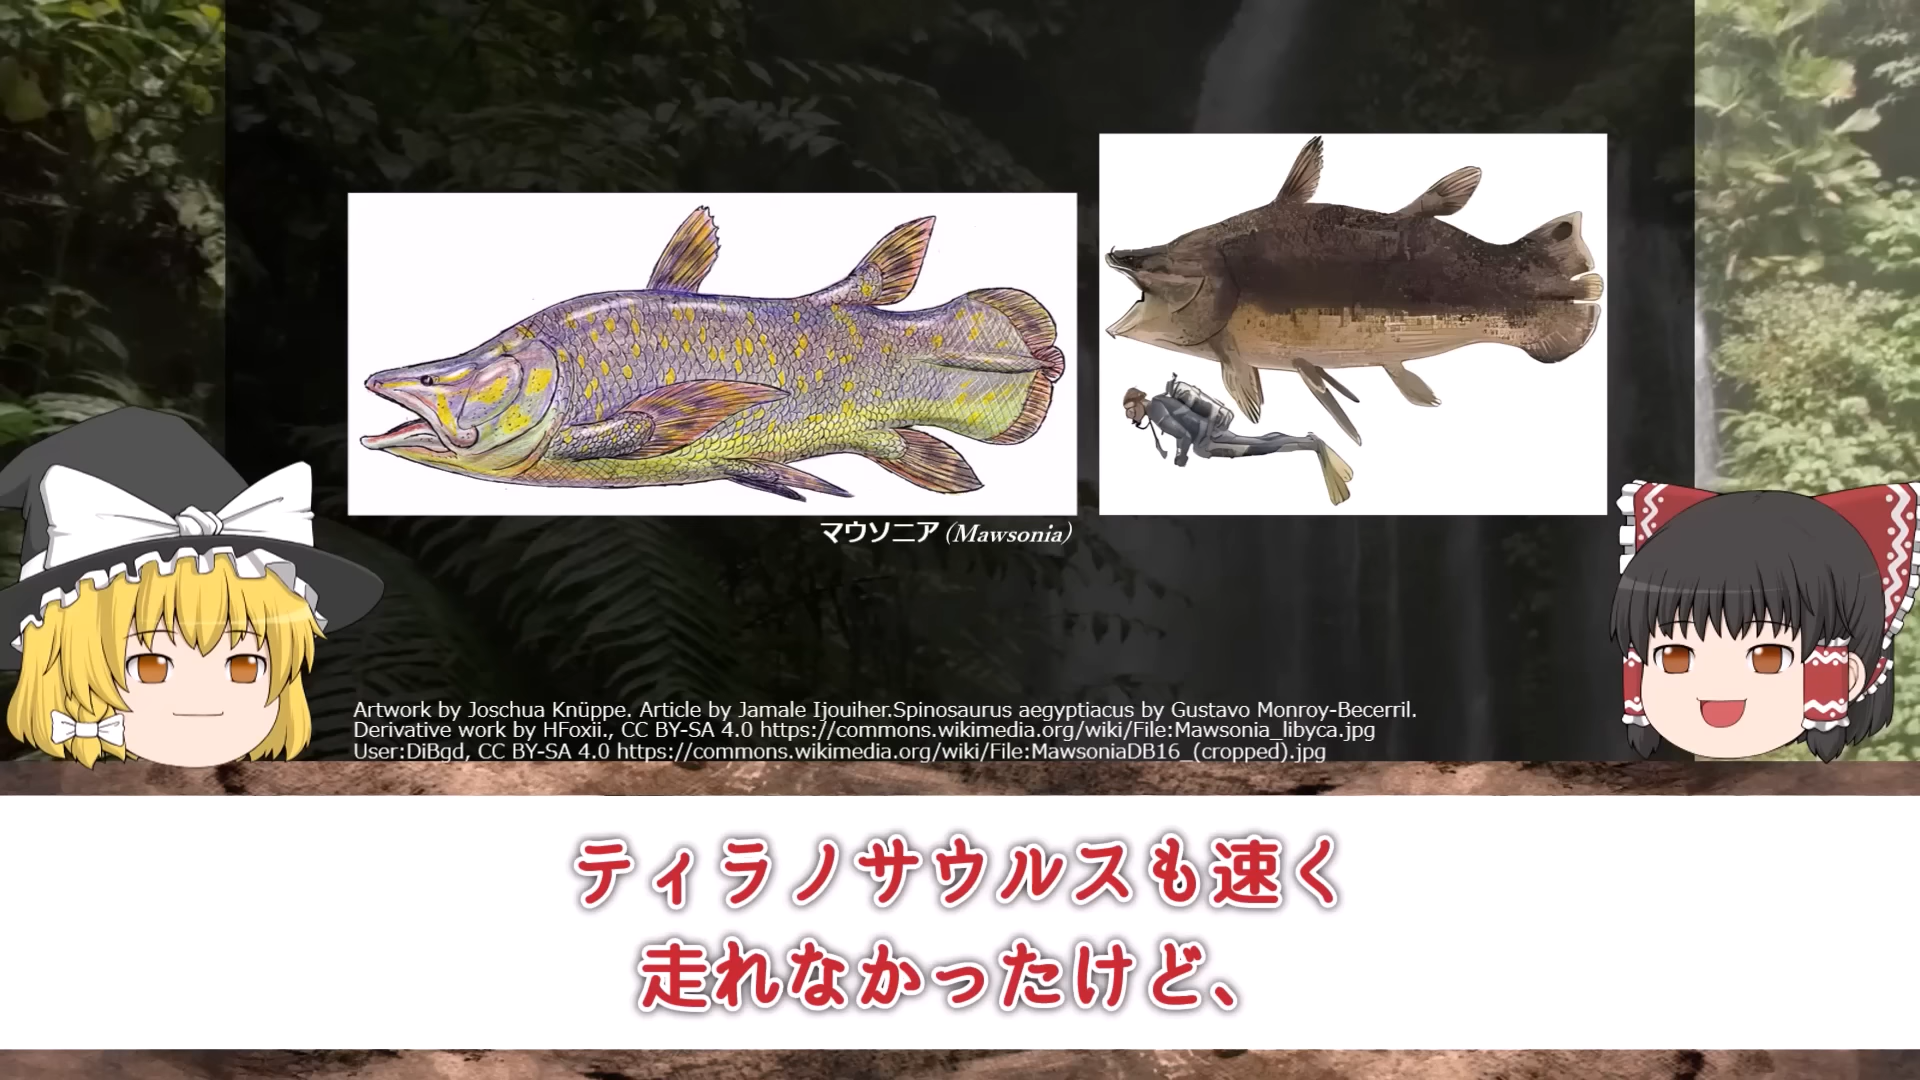 マウソニア (Mawsonia)
Artwork by Joschua Knüppe. Article by Jamale Ijouiher.Spinosaurus aegyptiacus by Gustavo Monroy-Becerril.
Derivative work by HFoxii., CC BY-SA 4.0 https://commons.wikimedia.org/wiki/File:Mawsonia_libyca.jpg
User:DiBgd, CC BY-SA 4.0 https://commons.wikimedia.org/wiki/File:MawsoniaDB16_(cropped).jpg
ティラノサウルスも速く
走れなかったけど、